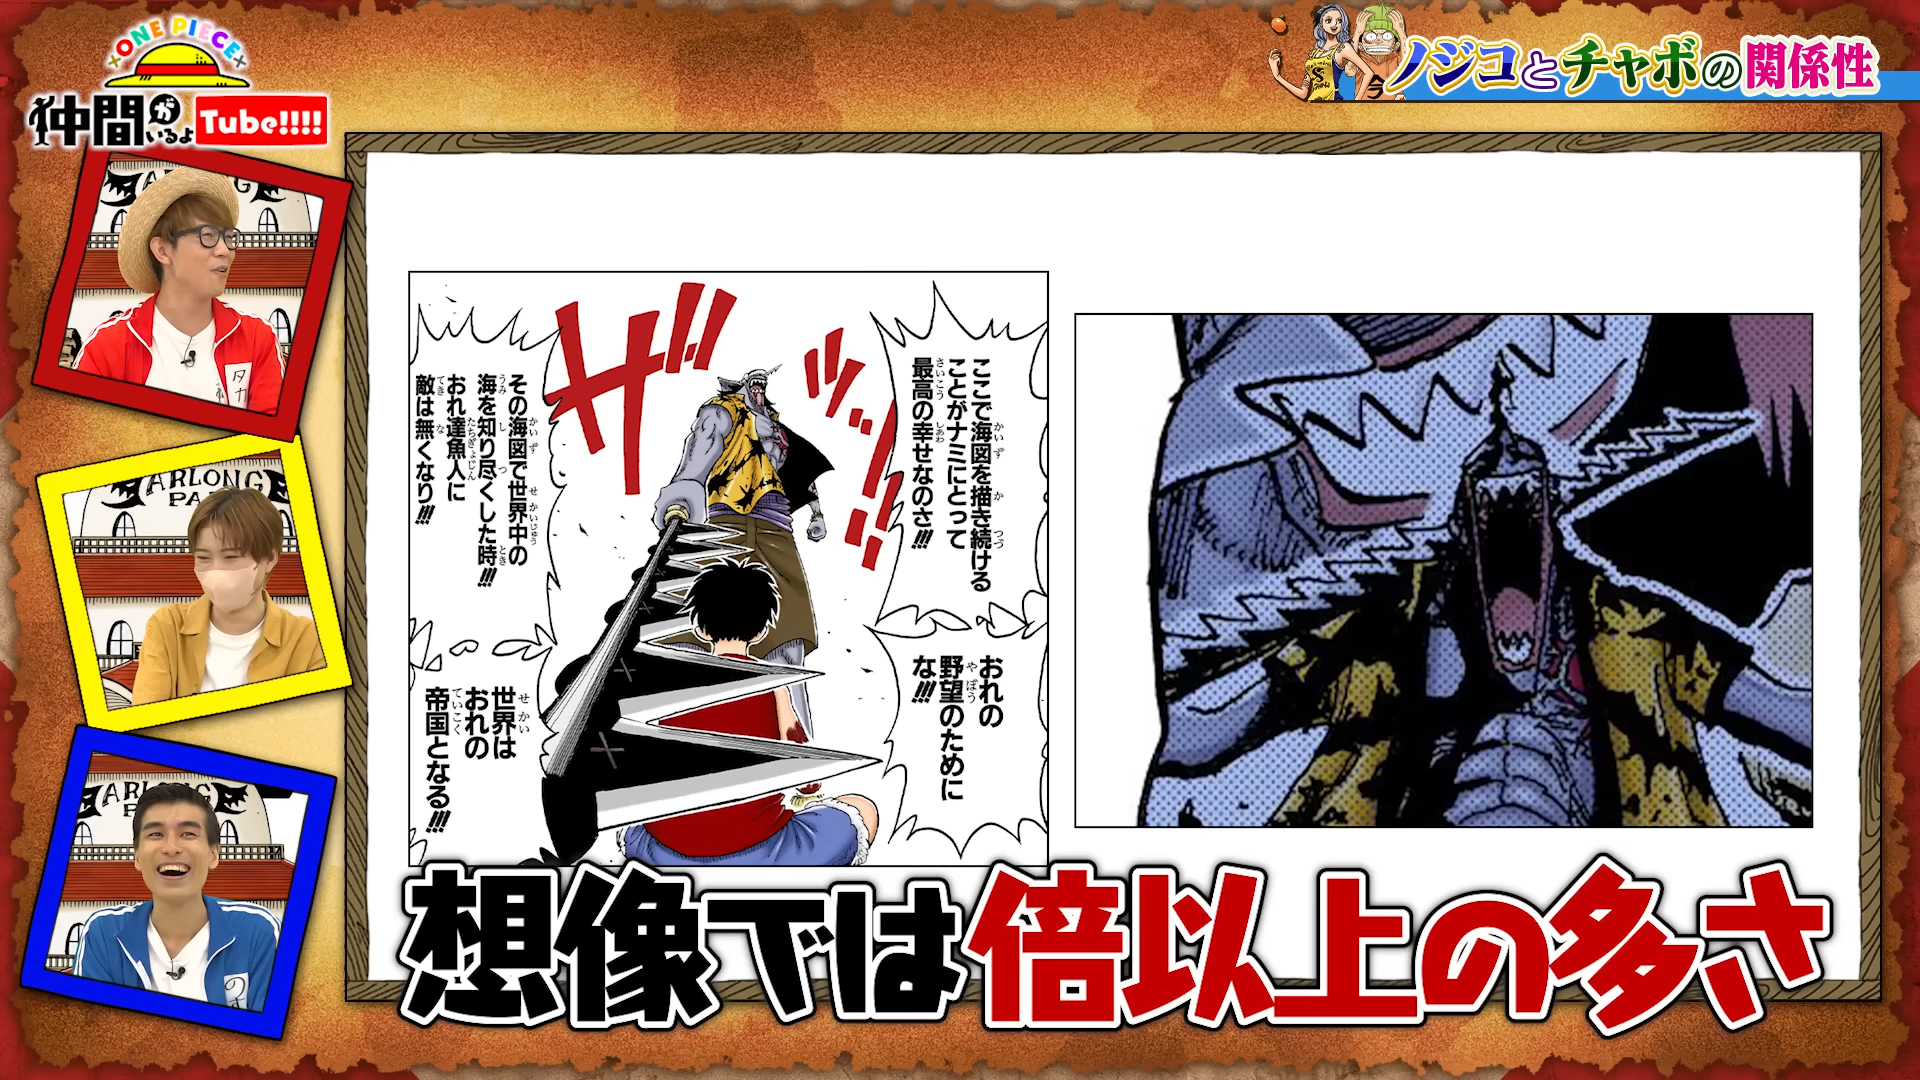 ONE PIECE
仲間がいるよ
Tube!!!!
ノジコとチャボの関係性
ARLONG
タカ
ARLONG
PA
ARLONG
P
ザ
ここで海図を描き続ける
ことがナミにとって
最高の幸せなのさ!!!
おれの
野望のために
な!!!
その海図で世界中の
海を知り尽くした時!!!
おれ達魚人に
敵は無くなり!!!
世界は
おれの
帝国となる!!!
想像では倍以上の多さ